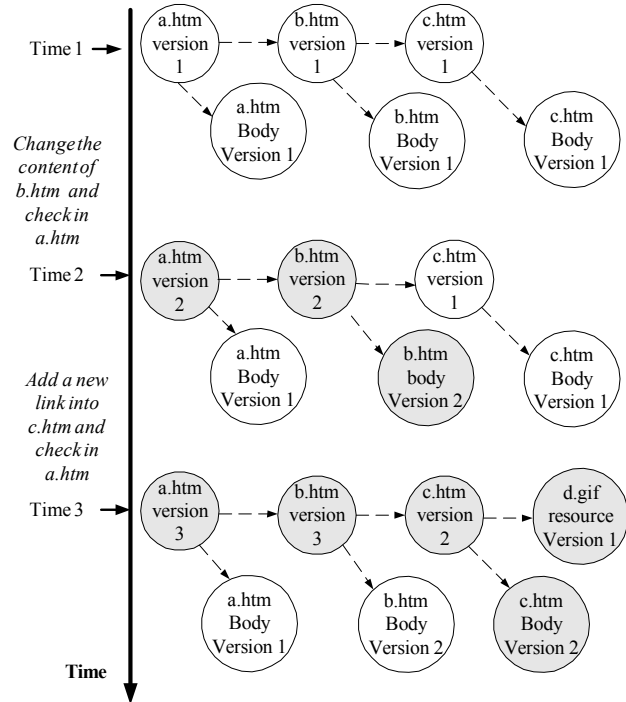 Time 1
a.htm
version
1
b.htm
version
1
c.htm
version
1
a.htm
Body
Version 1
b.htm
Body
Version 1
c.htm
Body
Version 1
Change the
content of
b.htm and
check in
a.htm
Time 2
a.htm
version
2
b.htm
version
2
c.htm
version
1
a.htm
Body
Version 1
b.htm
body
Version 2
c.htm
Body
Version 1
Add a new
link into
c.htm and
check in
a.htm
Time 3
a.htm
version
3
b.htm
version
3
c.htm
version
2
d.gif
resource
Version 1
a.htm
Body
Version 1
b.htm
Body
Version 2
c.htm
Body
Version 2
Time